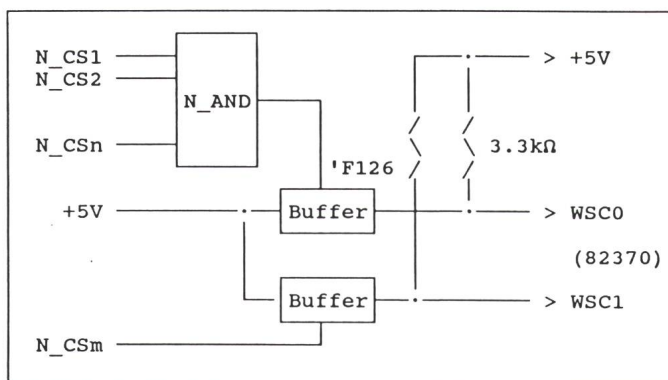 N_CS1 > +5V
N_CS2
N_AND
N_CSn 3.3kΩ
'F126
+5V Buffer > WSC0
(82370)
Buffer > WSC1
N_CSm